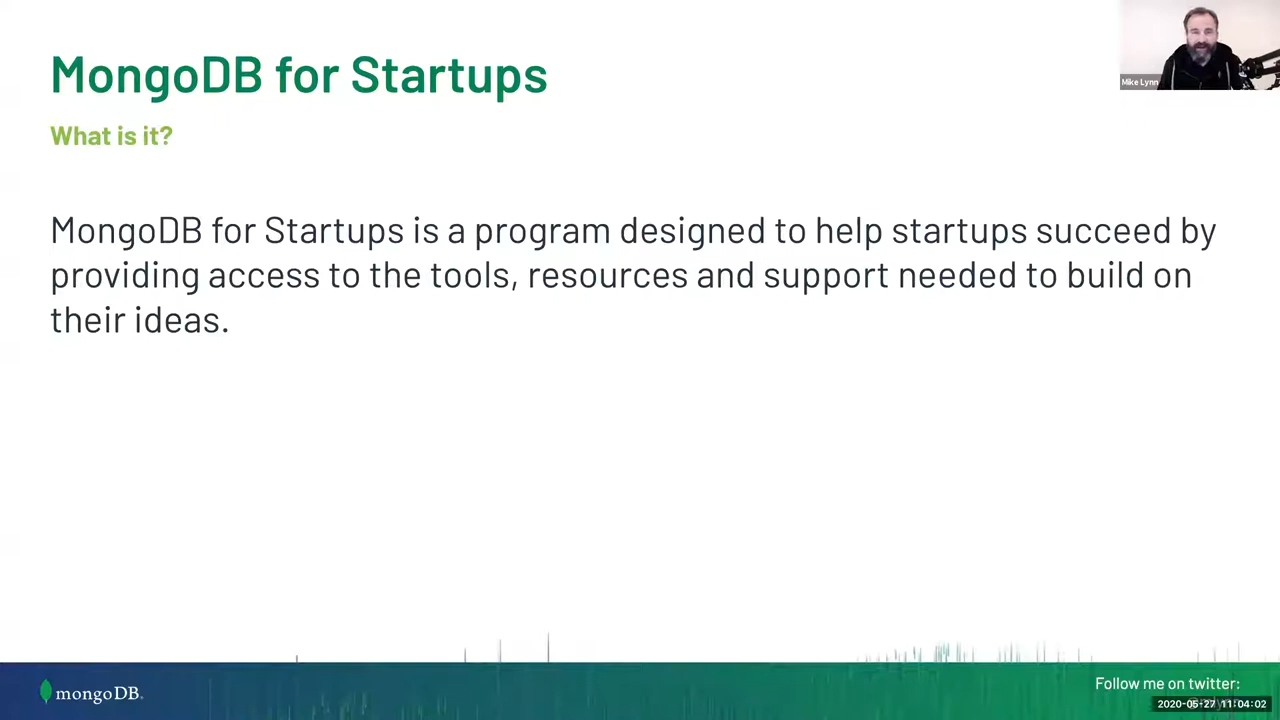 MongoDB for Startups
Mike Lynn
What is it?
MongoDB for Startups is a program designed to help startups succeed by
providing access to the tools, resources and support needed to build on
their ideas.
mongoDB.
Follow me on twitter:
2020-05-27 11:04:02